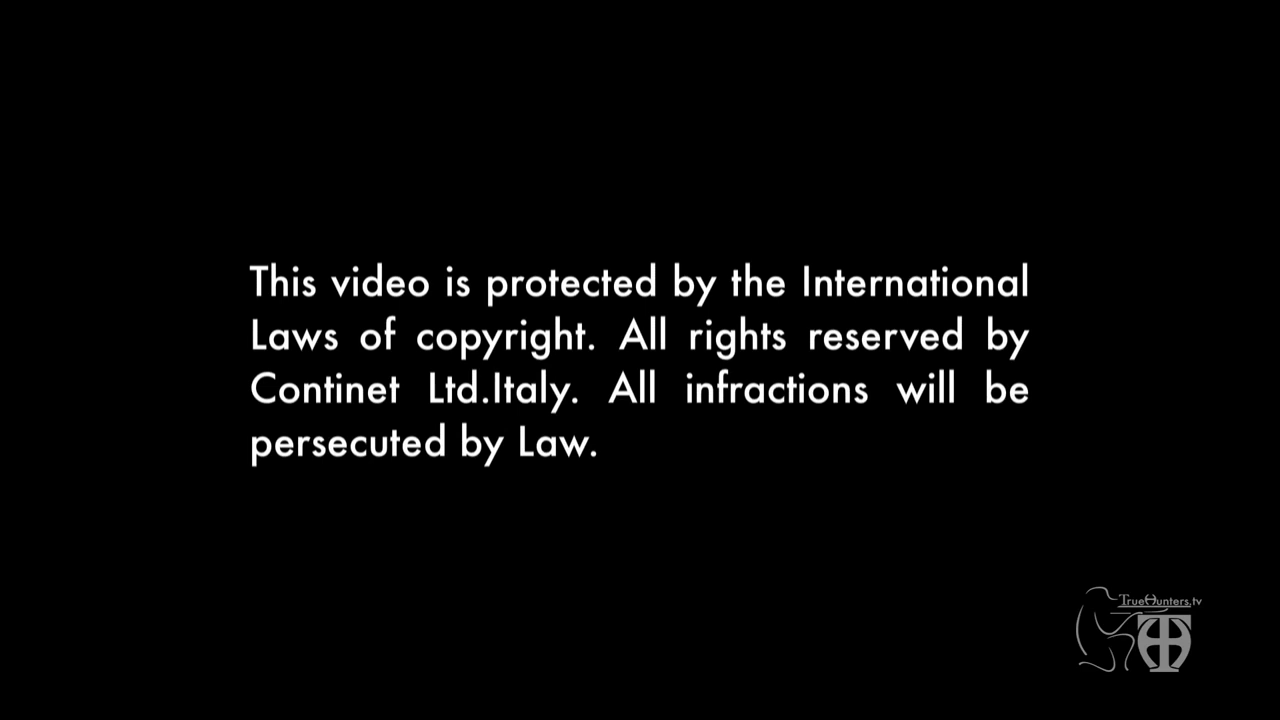 This video is protected by the International
Laws of copyright. All rights reserved by
Continet Ltd.Italy. All infractions will be
persecuted by Law.
TrueHunters.tv